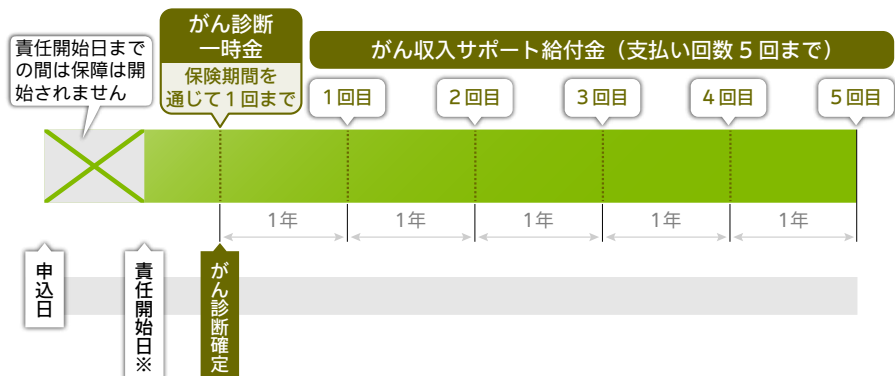 責任開始日まで
の間は保障は開
始されません
がん診断
一時金
保険期間を
通じて1回まで
がん収入サポート給付金（支払い回数5回まで）
1回目
2回目
3回目
4回目
5回目
1年
1年
1年
1年
1年
申込日
責任開始日※
がん診断確定